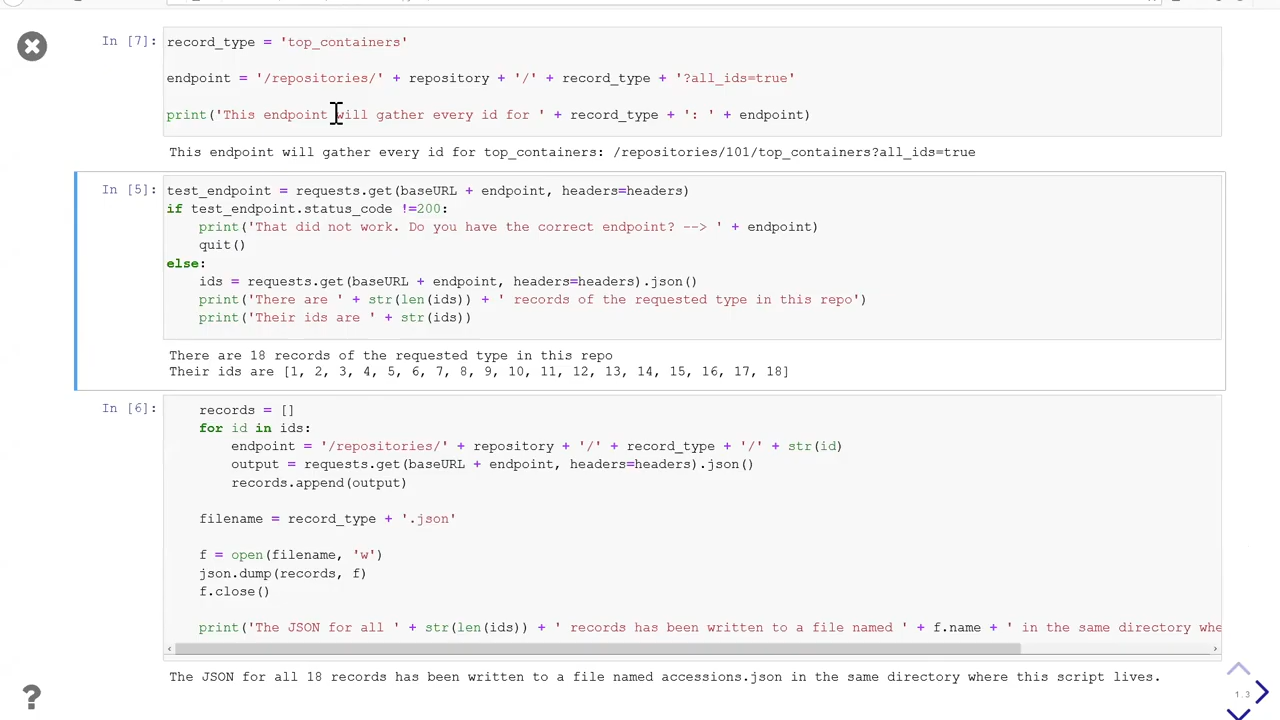 In [7]:
record_type = 'top_containers'
endpoint = '/repositories/' + repository + '/' + record_type + '?all_ids=true'
print('This endpoint will gather every id for ' + record_type + ': ' + endpoint)
This endpoint will gather every id for top_containers: /repositories/101/top_containers?all_ids=true
In [5]:
test_endpoint = requests.get(baseURL + endpoint, headers=headers)
if test_endpoint.status_code !=200:
    print('That did not work. Do you have the correct endpoint? --> ' + endpoint)
    quit()
else:
    ids = requests.get(baseURL + endpoint, headers=headers).json()
    print('There are ' + str(len(ids)) + ' records of the requested type in this repo')
    print('Their ids are ' + str(ids))
There are 18 records of the requested type in this repo
Their ids are [1, 2, 3, 4, 5, 6, 7, 8, 9, 10, 11, 12, 13, 14, 15, 16, 17, 18]
In [6]:
    records = []
    for id in ids:
        endpoint = '/repositories/' + repository + '/' + record_type + '/' + str(id)
        output = requests.get(baseURL + endpoint, headers=headers).json()
        records.append(output)
    filename = record_type + '.json'
    f = open(filename, 'w')
    json.dump(records, f)
    f.close()
    print('The JSON for all ' + str(len(ids)) + ' records has been written to a file named ' + f.name + ' in the same directory whe
The JSON for all 18 records has been written to a file named accessions.json in the same directory where this script lives.
?
1.3